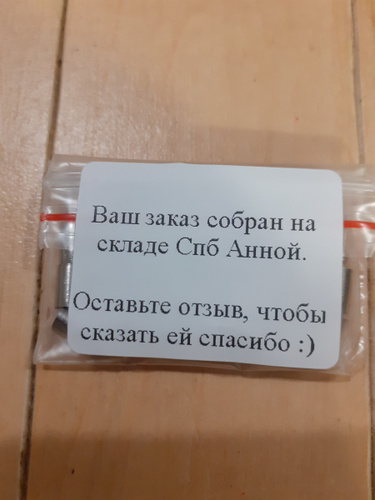 Ваш заказ собран на
складе Спб Анной.
Оставьте отзыв, чтобы
сказать ей спасибо :)